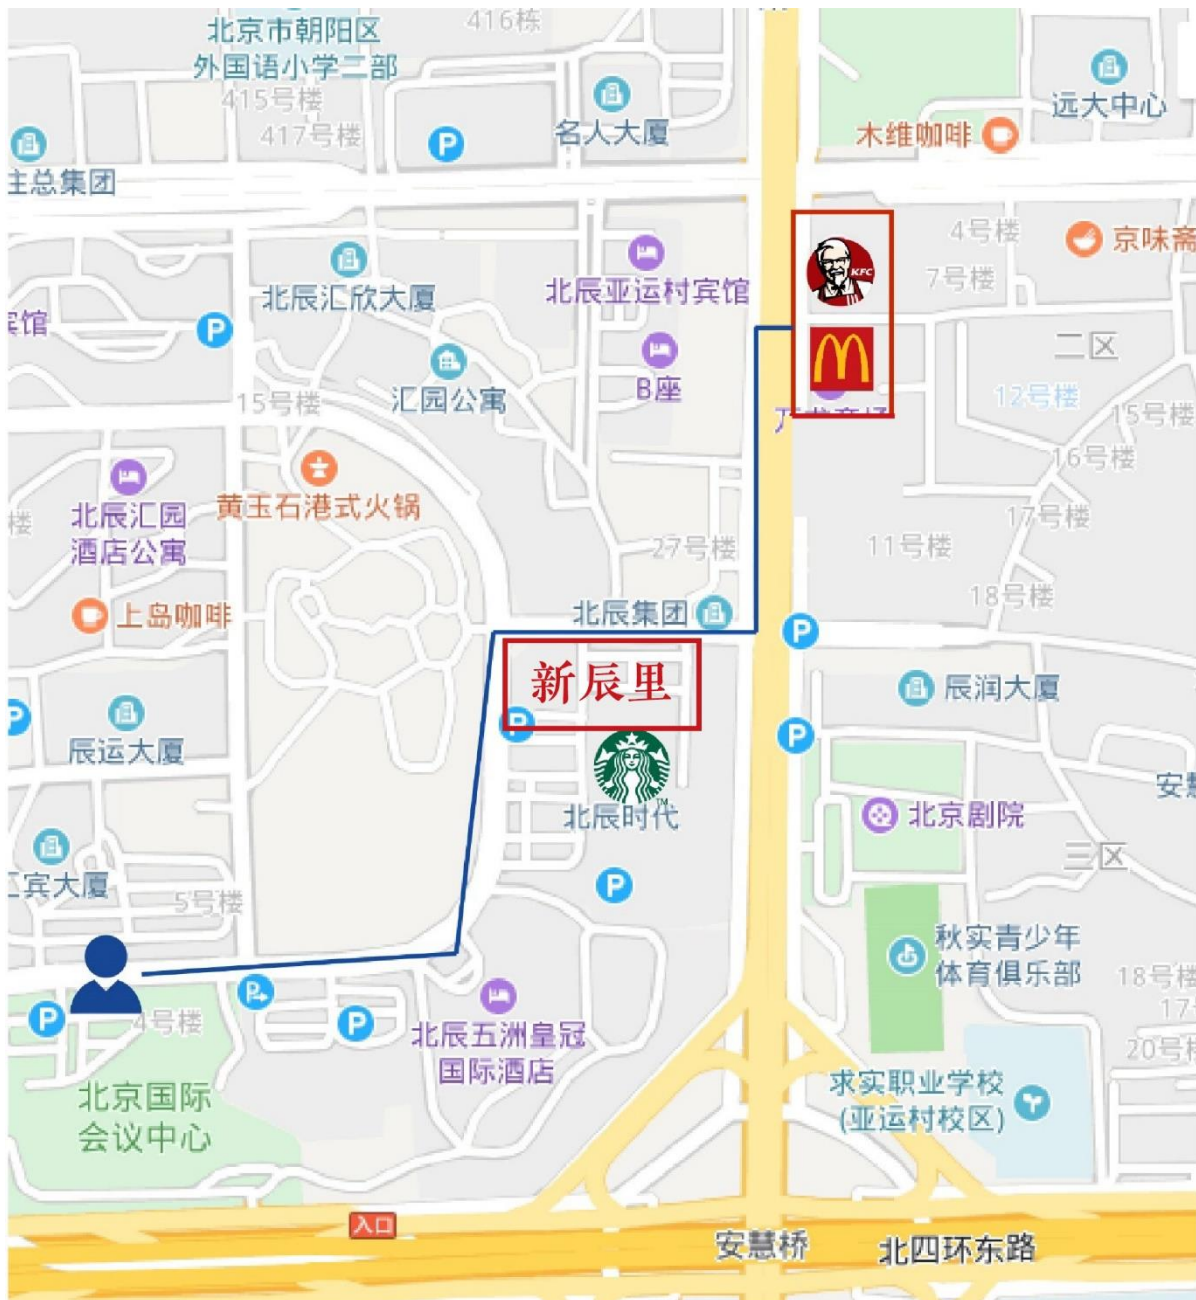 416栋
北京市朝阳区
外国语小学二部
415号楼
417号楼
P
名人大厦
远大中心
木维咖啡
主总集团
4号楼
京味斋
7号楼
KFC
北辰汇欣大厦
北辰亚运村宾馆
宾馆
P
二区
B座
汇园公寓
12号楼
15号楼
15号楼
16号楼
黄玉石港式火锅
北辰汇园
酒店公寓
楼
17号楼
27号楼
11号楼
18号楼
上岛咖啡
北辰集团
P
新辰里
辰润大厦
P
P
P
辰运大厦
TM
北辰时代
北京剧院
三区
汇宾大厦
P
5号楼
秋实青少年
体育俱乐部
18号楼
17
20号楼
P
P
P
4号楼
北辰五洲皇冠
国际酒店
求实职业学校
(亚运村校区)
北京国际
会议中心
入口
安慧桥
北四环东路